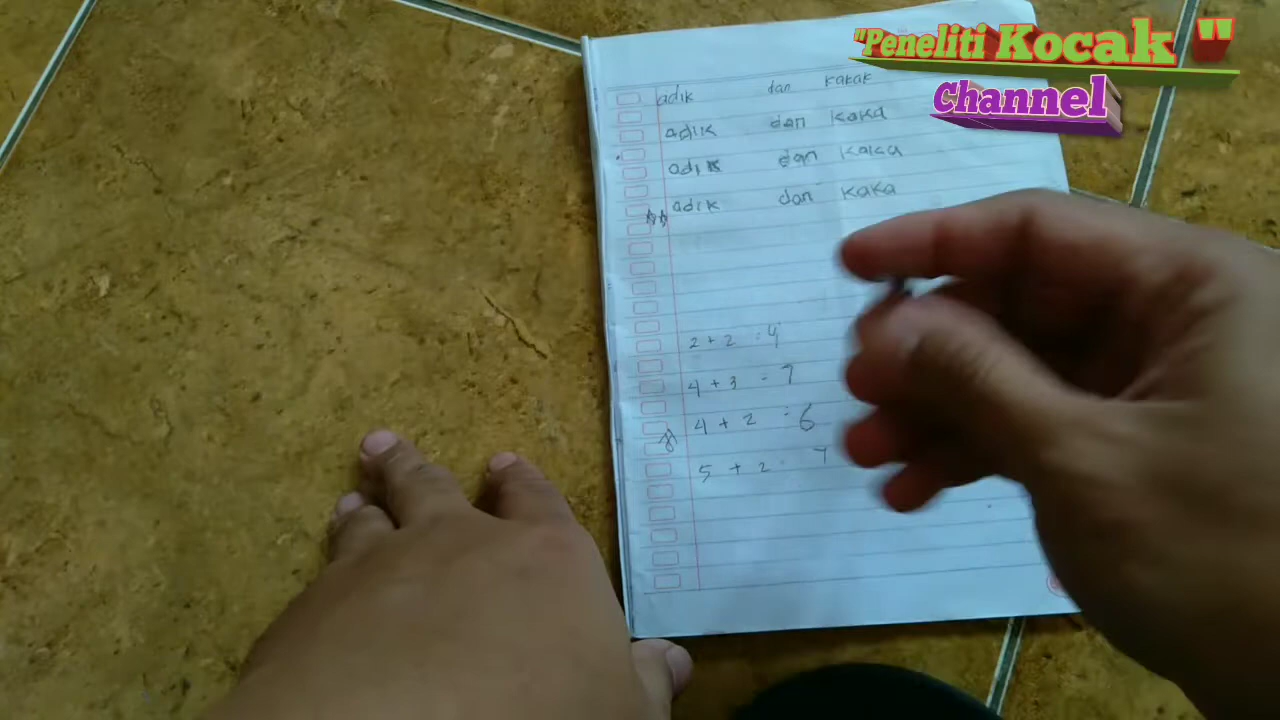 "Peneliti Kocak "
Channel
adik dan kakak
adik dan kaka
adik dan kaka
adik dan kaka
2 + 2 = 4
4 + 3 = 7
4 + 2 = 6
5 + 2 = 7